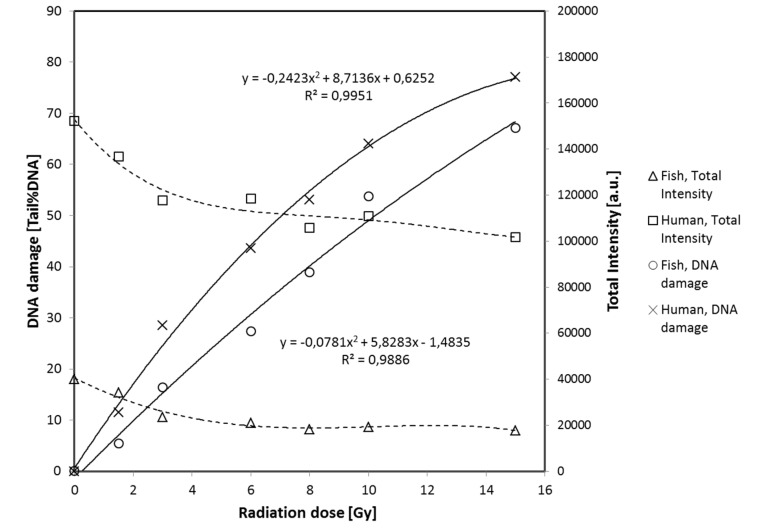 90
80
70
60
50
40
30
20
10
0
DNA damage [Tail%DNA]
y = -0,2423x² + 8,7136x + 0,6252
R² = 0,9951
y = -0,0781x² + 5,8283x - 1,4835
R² = 0,9886
0 2 4 6 8 10 12 14 16
Radiation dose [Gy]
200000
180000
160000
140000
120000
100000
80000
60000
40000
20000
0
Total Intensity [a.u.]
Fish, Total
Intensity
Human, Total
Intensity
Fish, DNA
damage
Human, DNA
damage